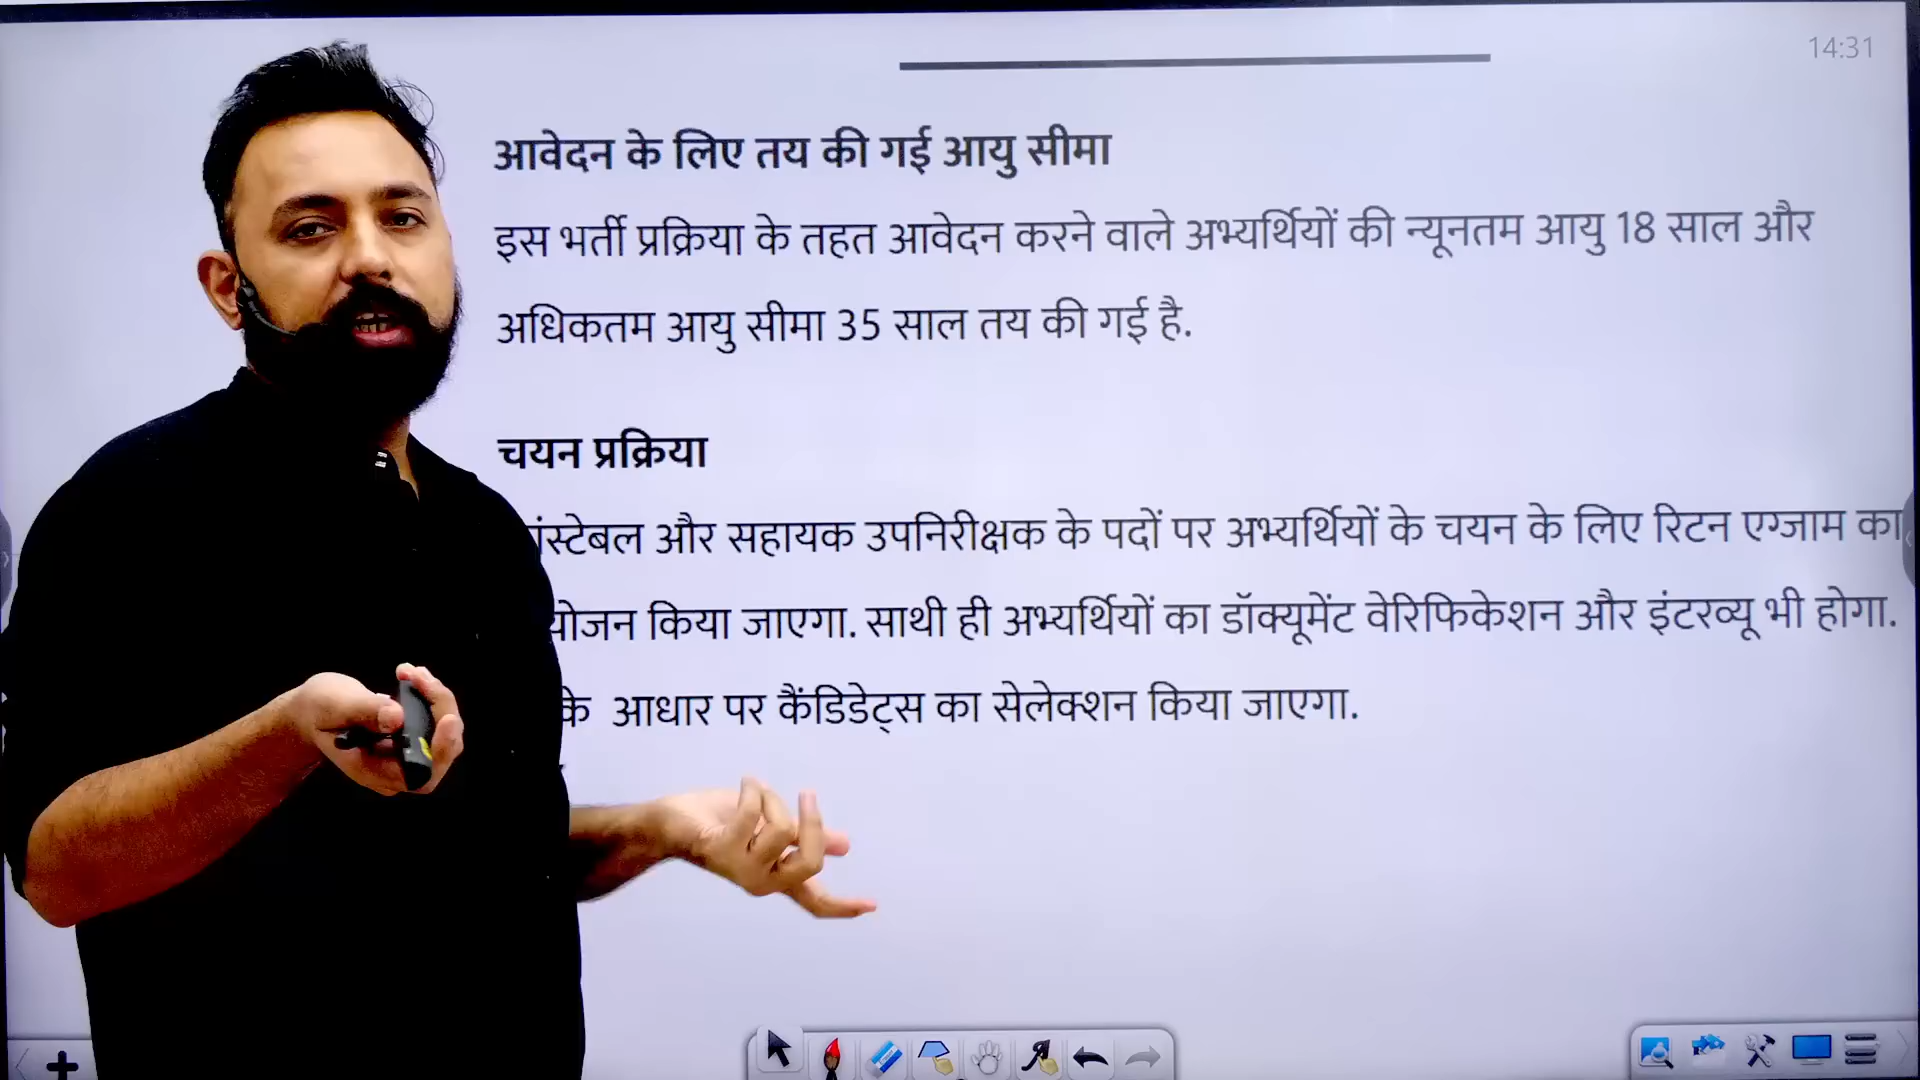 14:31
आवेदन के लिए तय की गई आयु सीमा
इस भर्ती प्रक्रिया के तहत आवेदन करने वाले अभ्यर्थियों की न्यूनतम आयु 18 साल और
अधिकतम आयु सीमा 35 साल तय की गई है.
चयन प्रक्रिया
और सहायक उपनिरीक्षक के पदों पर अभ्यर्थियों के चयन के लिए रिटन एग्जाम का
किया जाएगा. साथी ही अभ्यर्थियों का डॉक्यूमेंट वेरिफिकेशन और इंटरव्यू भी होगा.
के आधार पर कैंडिडेट्स का सेलेक्शन किया जाएगा.